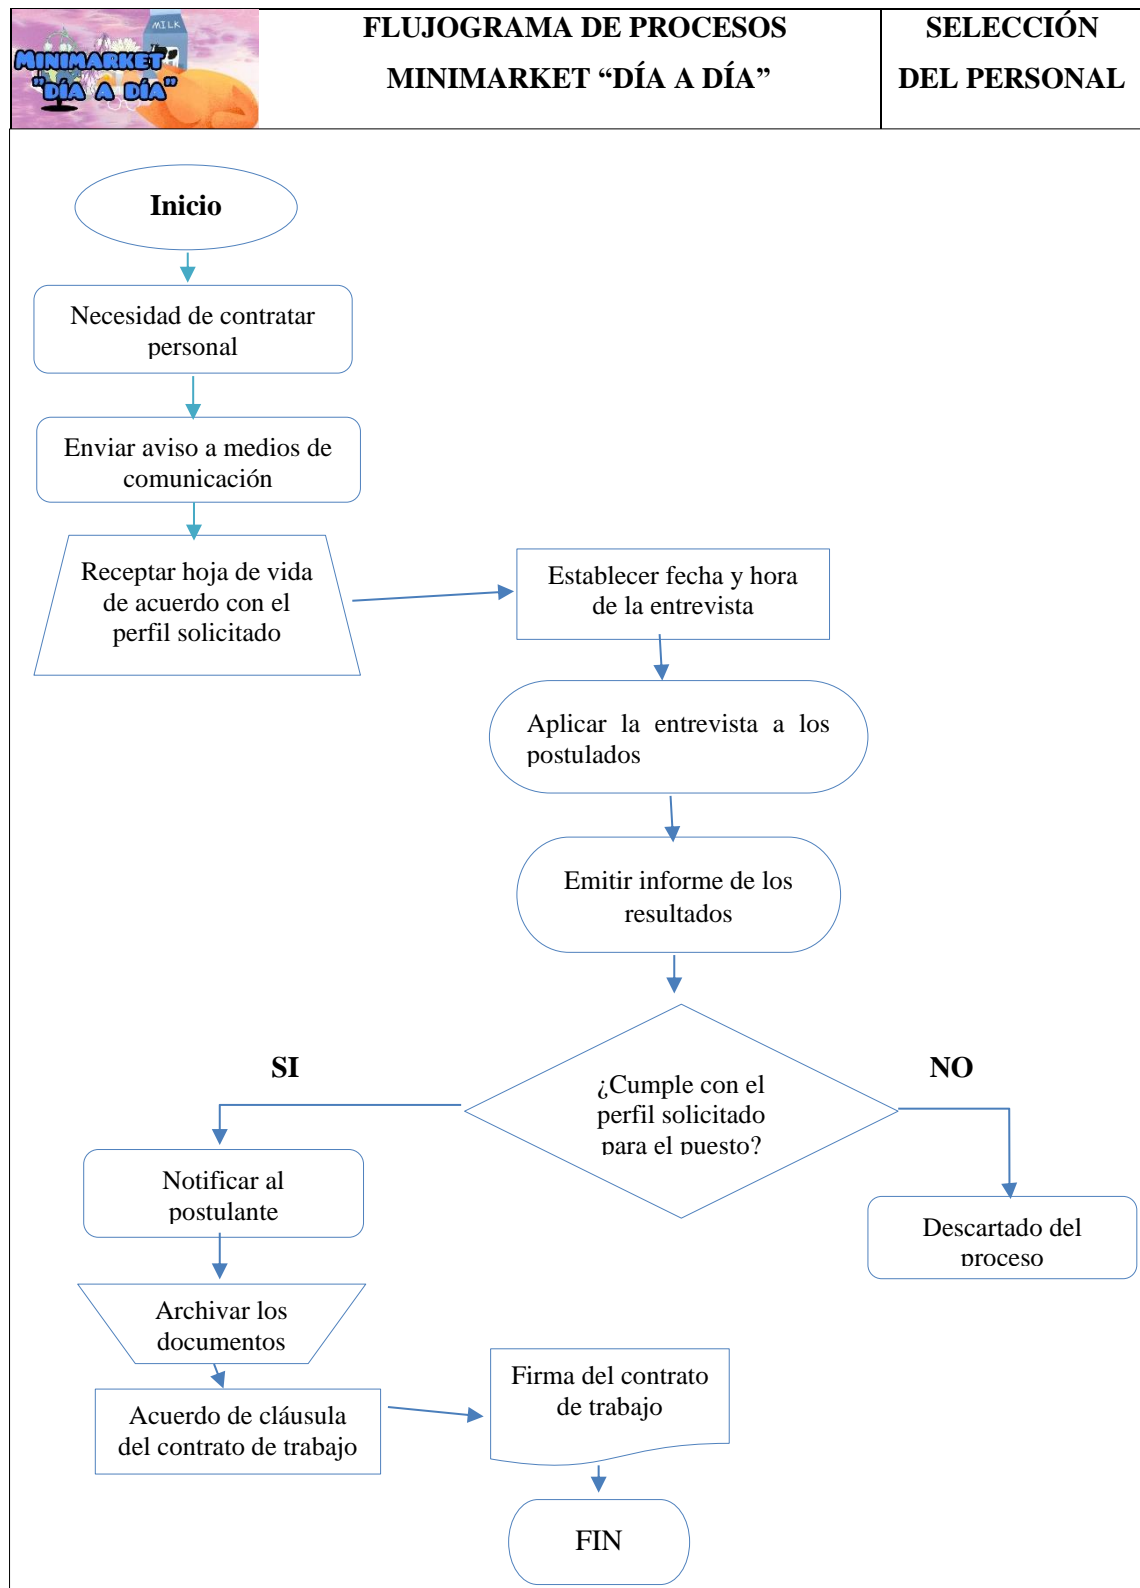 MILK
MINIMARKET
"DÍA A DÍA"
FLUJOGRAMA DE PROCESOS
MINIMARKET “DÍA A DÍA”
SELECCIÓN
DEL PERSONAL
Inicio
Necesidad de contratar
personal
Enviar aviso a medios de
comunicación
Receptar hoja de vida
de acuerdo con el
perfil solicitado
Establecer fecha y hora
de la entrevista
Aplicar la entrevista a los
postulados
Emitir informe de los
resultados
¿Cumple con el
perfil solicitado
para el puesto?
SI
NO
Notificar al
postulante
Descartado del
proceso
Archivar los
documentos
Acuerdo de cláusula
del contrato de trabajo
Firma del contrato
de trabajo
FIN